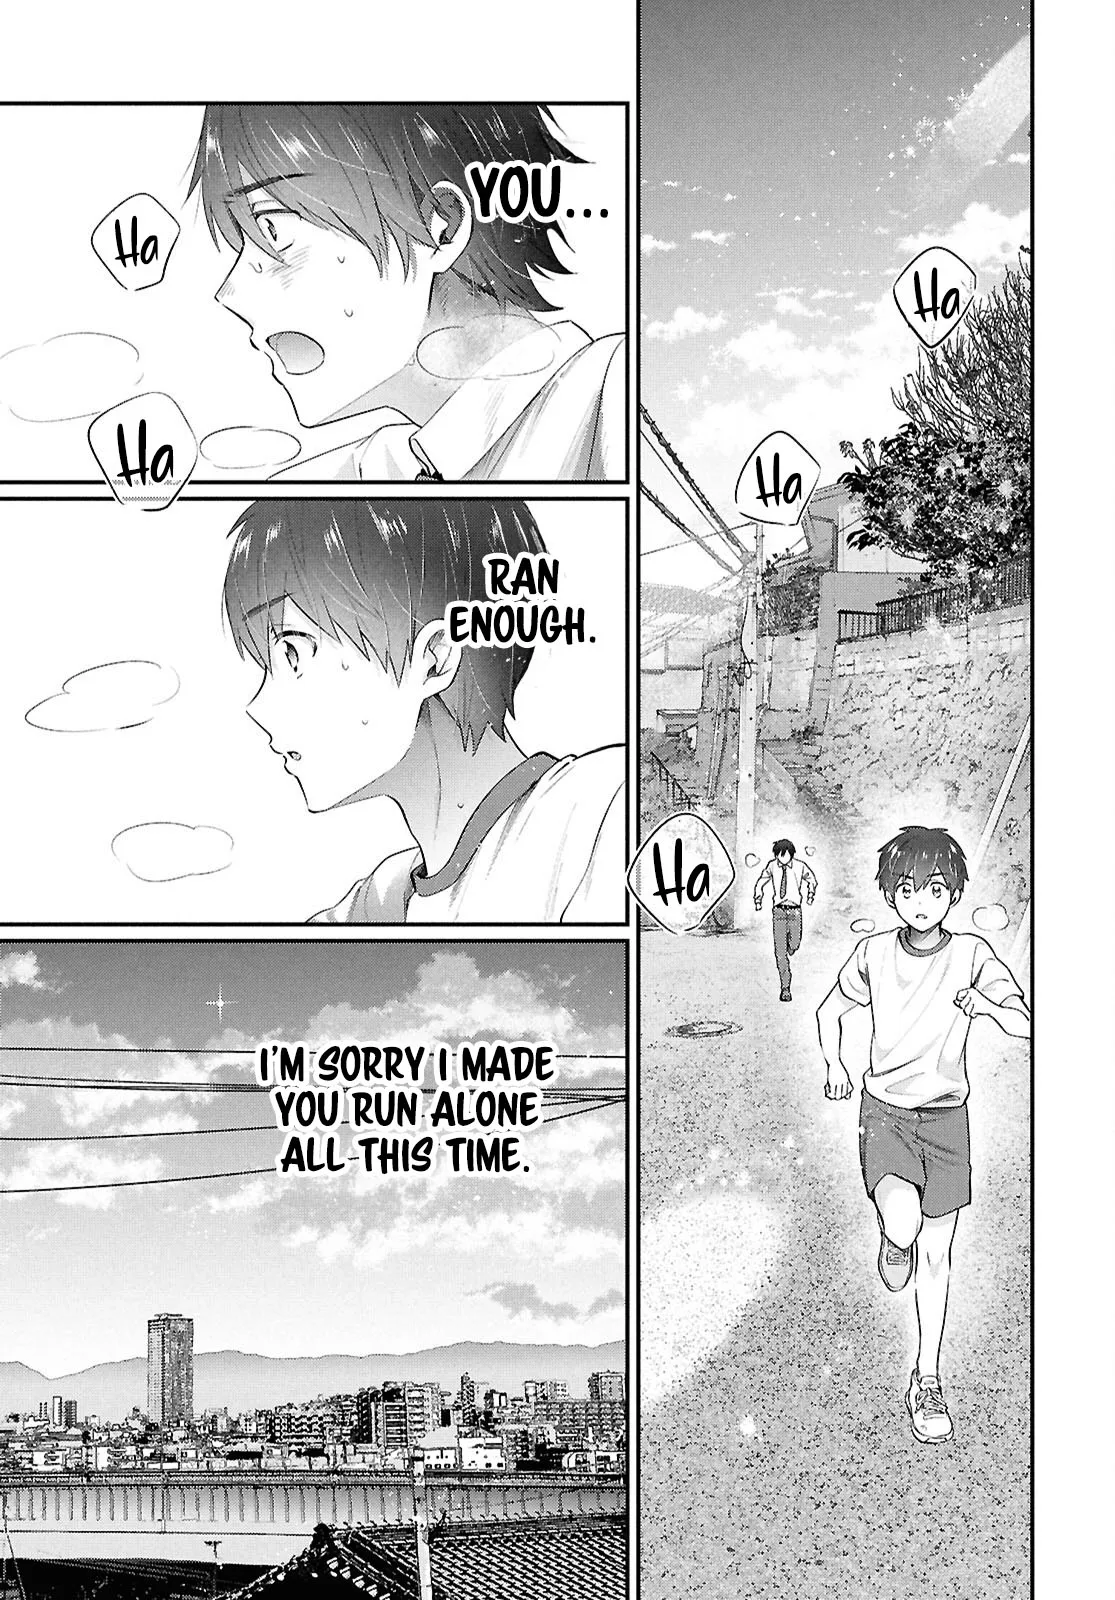 Ha
Ha
Ha
YOU...
Ha
Ha
RAN
ENOUGH.
I'M SORRY I MADE
YOU RUN ALONE
ALL THIS TIME.